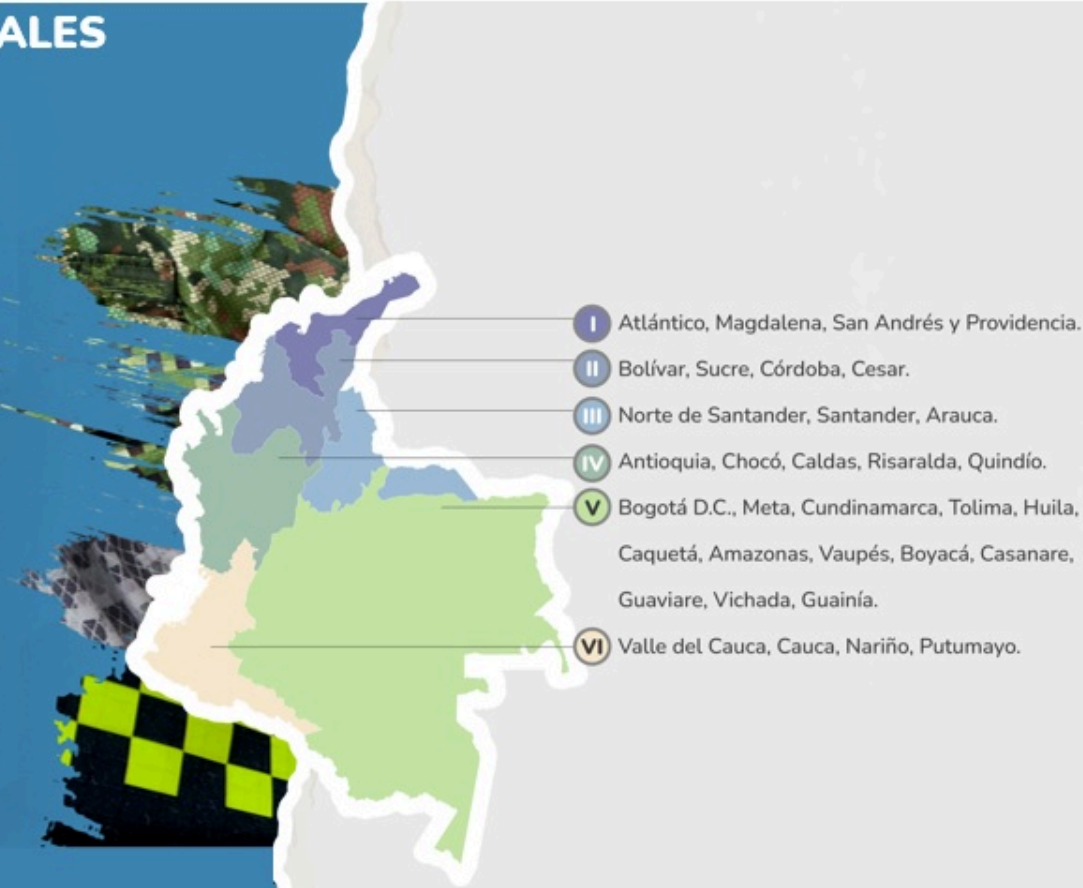 ALES
I Atlántico, Magdalena, San Andrés y Providencia.
II Bolívar, Sucre, Córdoba, Cesar.
III Norte de Santander, Santander, Arauca.
IV Antioquia, Chocó, Caldas, Risaralda, Quindío.
V Bogotá D.C., Meta, Cundinamarca, Tolima, Huila,
Caquetá, Amazonas, Vaupés, Boyacá, Casanare,
Guaviare, Vichada, Guainía.
VI Valle del Cauca, Cauca, Nariño, Putumayo.